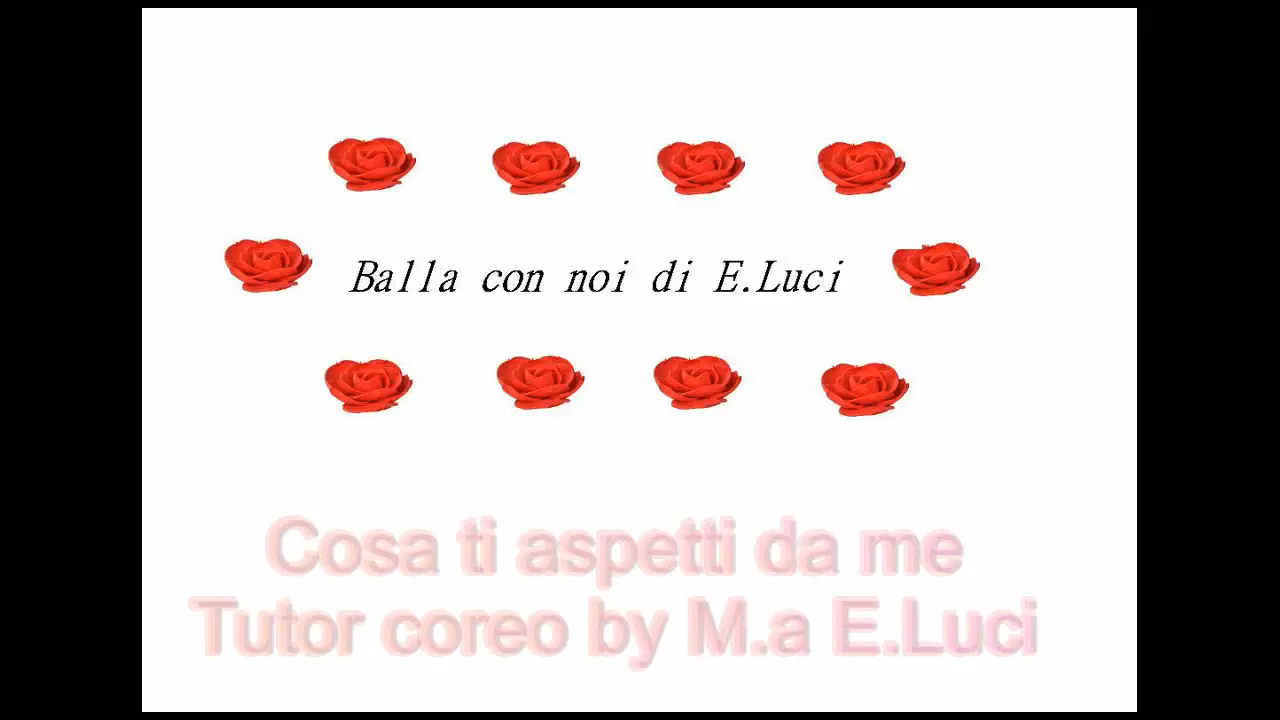 Balla con noi di E.Luci
Cosa ti aspetti da me
Tutor coreo by M.a E.Luci